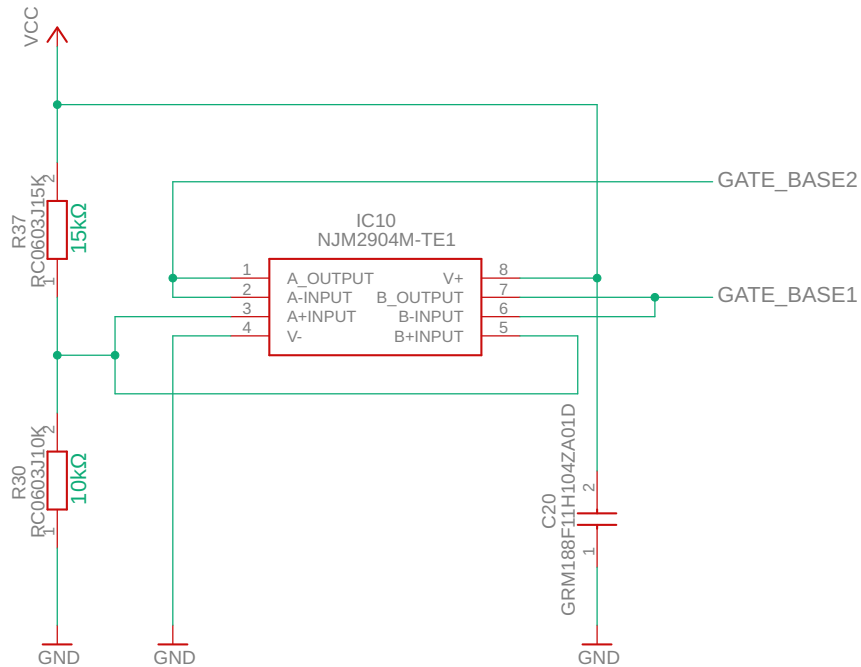 VCC
GATE_BASE2
R37
RC0603J15K
15kΩ
2
1
IC10
NJM2904M-TE1
1
2
3
4
A_OUTPUT
A-INPUT
A+INPUT
V-
V+
B_OUTPUT
B-INPUT
B+INPUT
8
7
6
5
GATE_BASE1
R30
RC0603J10K
10kΩ
2
1
C20
GRM188F11H104ZA01D
2
1
GND
GND
GND